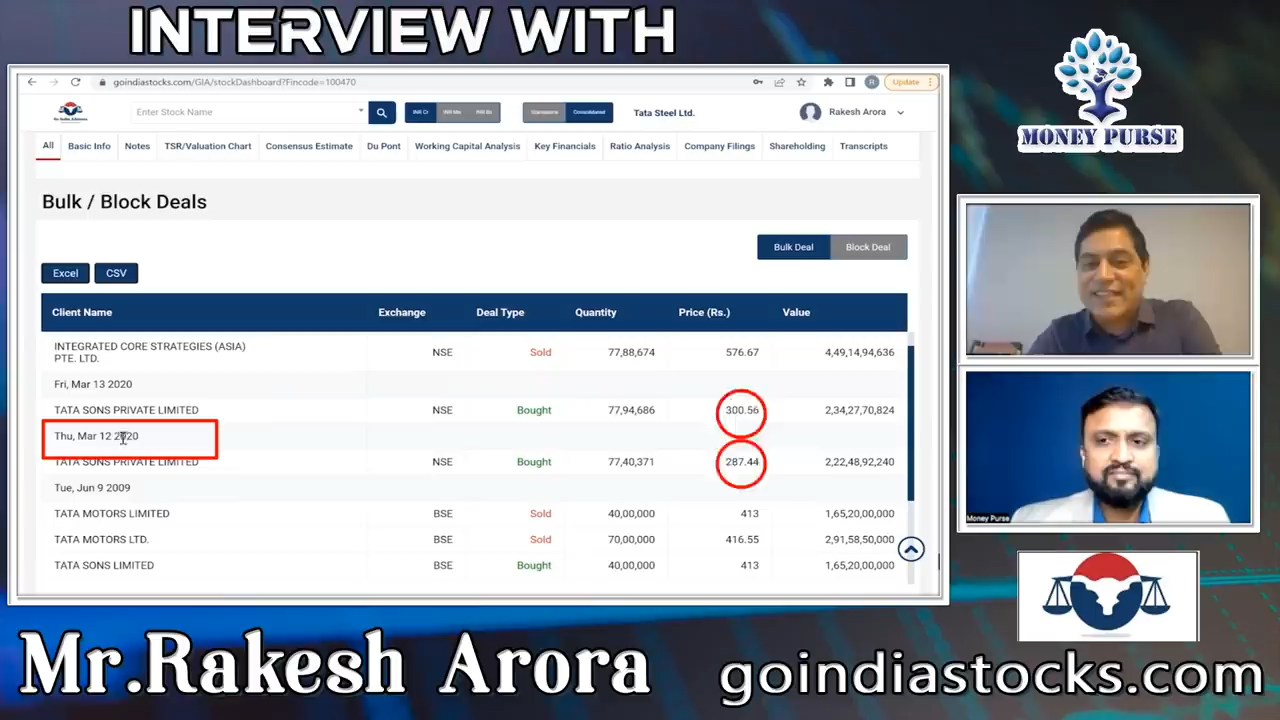 INTERVIEW WITH
goindiastocks.com/GIA/stockDashboard?Fincode=100470
R
Update
Enter Stock Name
INR Cr
INR Mn
INR Bn
Standalone
Consolidated
Tata Steel Ltd.
Rakesh Arora
All
Basic Info
Notes
TSR/Valuation Chart
Consensus Estimate
Du Pont
Working Capital Analysis
Key Financials
Ratio Analysis
Company Filings
Shareholding
Transcripts
Bulk / Block Deals
Bulk Deal
Block Deal
Excel
CSV
Client Name Exchange Deal Type Quantity Price (Rs.) Value
INTEGRATED CORE STRATEGIES (ASIA)
PTE. LTD. NSE Sold 77,88,674 576.67 4,49,14,94,636
Fri, Mar 13 2020
TATA SONS PRIVATE LIMITED NSE Bought 77,94,686 300.56 2,34,27,70,824
Thu, Mar 12 2020
TATA SONS PRIVATE LIMITED NSE Bought 77,40,371 287.44 2,22,48,92,240
Tue, Jun 9 2009
TATA MOTORS LIMITED BSE Sold 40,00,000 413 1,65,20,00,000
TATA MOTORS LTD. BSE Sold 70,00,000 416.55 2,91,58,50,000
TATA SONS LIMITED BSE Bought 40,00,000 413 1,65,20,00,000
MONEY PURSE
Money Purse
Mr.Rakesh Arora
goindiastocks.com